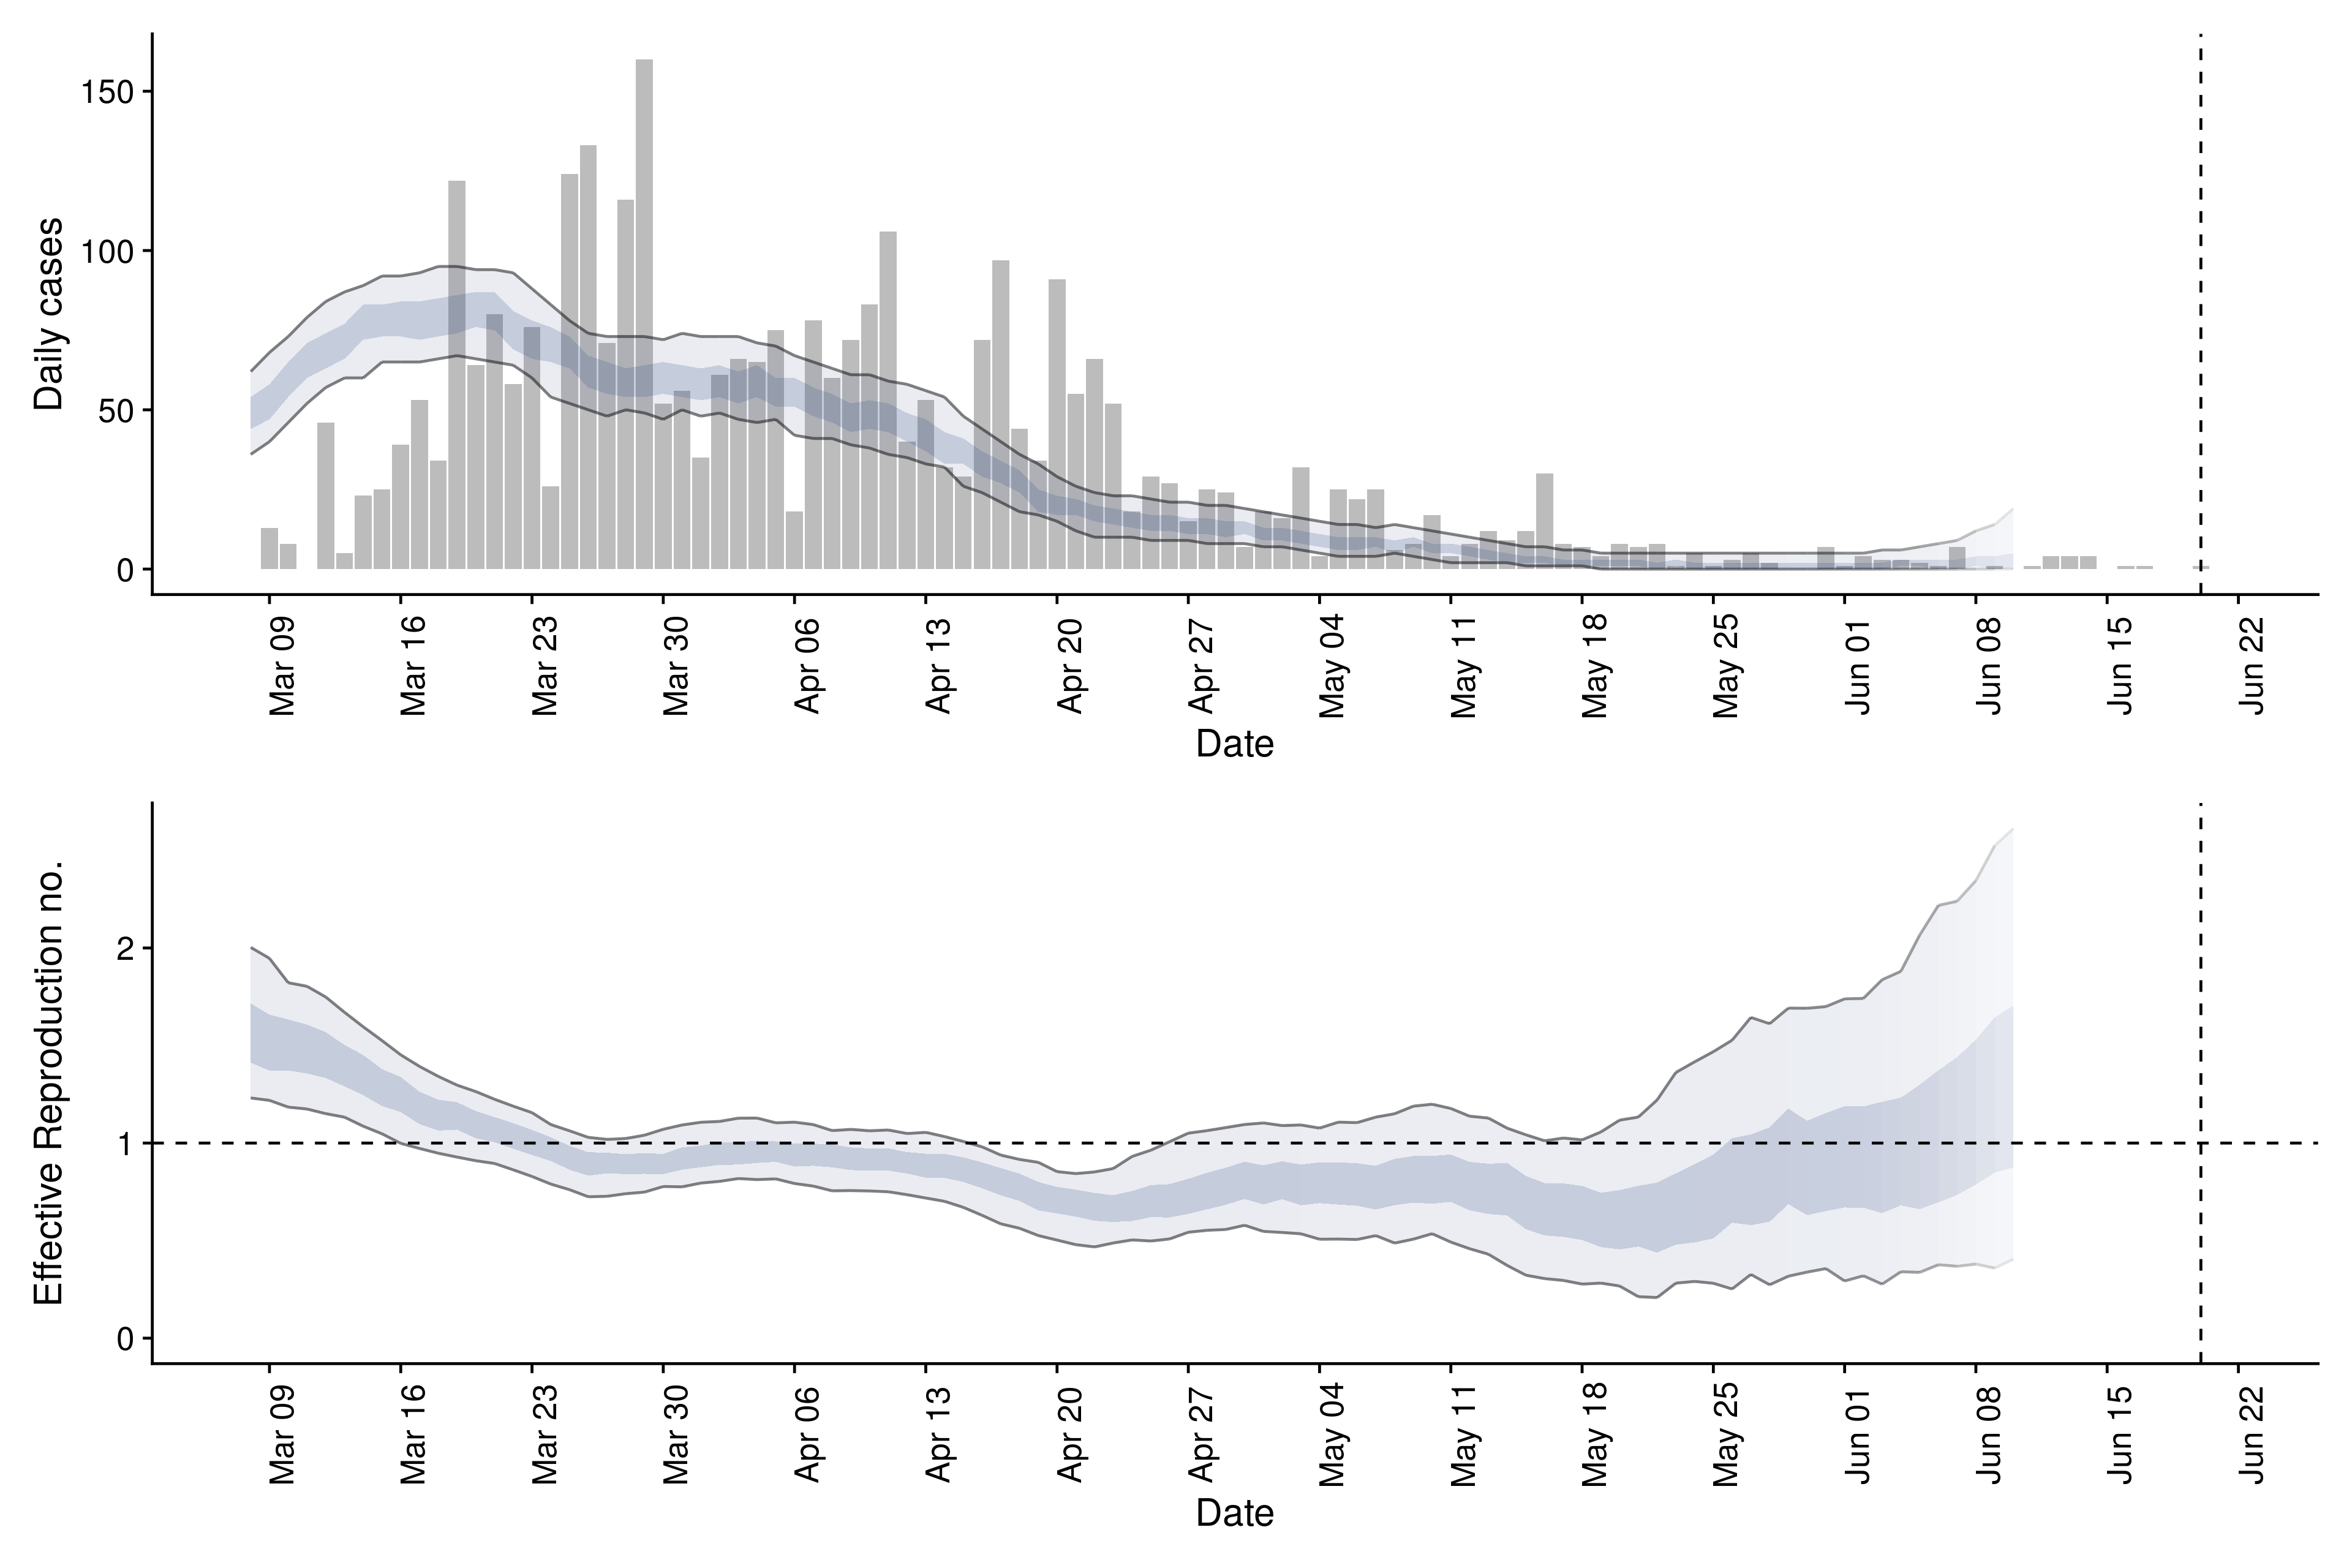 Daily cases
150
100
50
0
Mar 09
Mar 16
Mar 23
Mar 30
Apr 06
Apr 13
Apr 20
Apr 27
May 04
May 11
May 18
May 25
Jun 01
Jun 08
Jun 15
Jun 22
Date
Effective Reproduction no.
2
1
0
Mar 09
Mar 16
Mar 23
Mar 30
Apr 06
Apr 13
Apr 20
Apr 27
May 04
May 11
May 18
May 25
Jun 01
Jun 08
Jun 15
Jun 22
Date